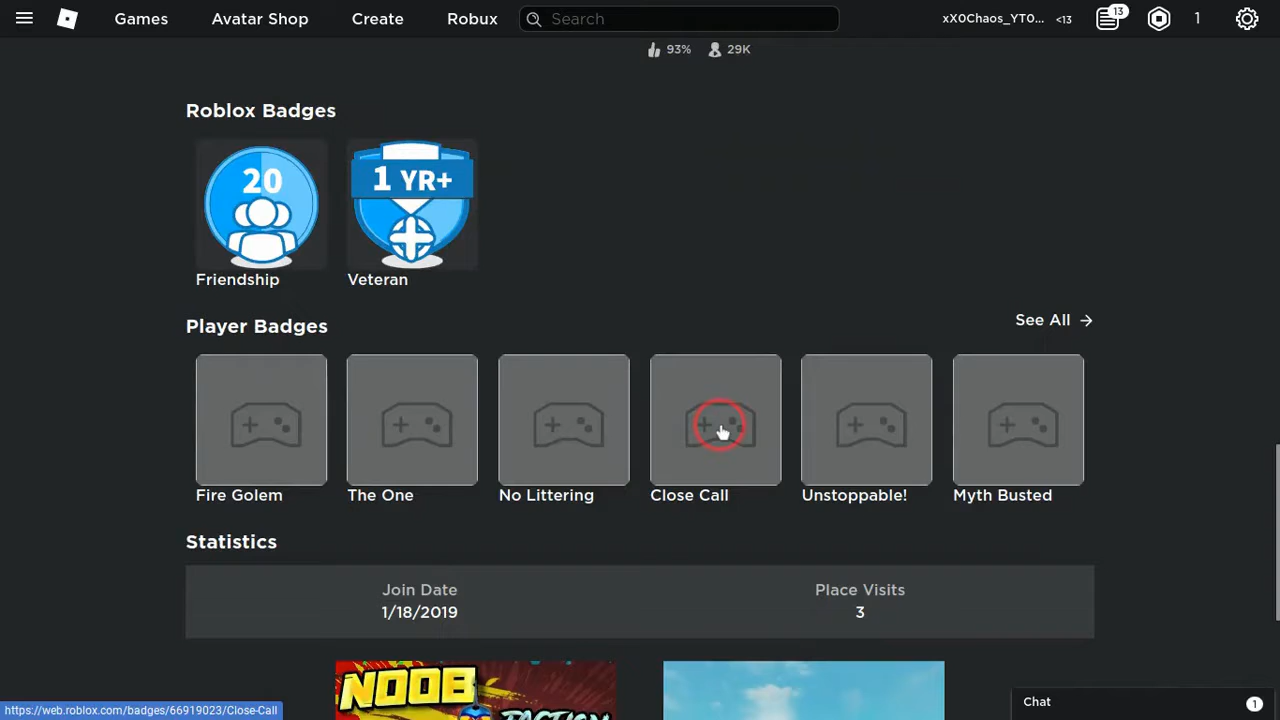 Games Avatar Shop Create Robux Search xX0Chaos_YT0... <13 13 1
93% 29K
Roblox Badges
20 1 YR+
Friendship Veteran
Player Badges See All
Fire Golem The One No Littering Close Call Unstoppable! Myth Busted
Statistics
Join Date Place Visits
1/18/2019 3
NOOB
FACTION
https://web.roblox.com/badges/66919023/Close-Call Chat 1